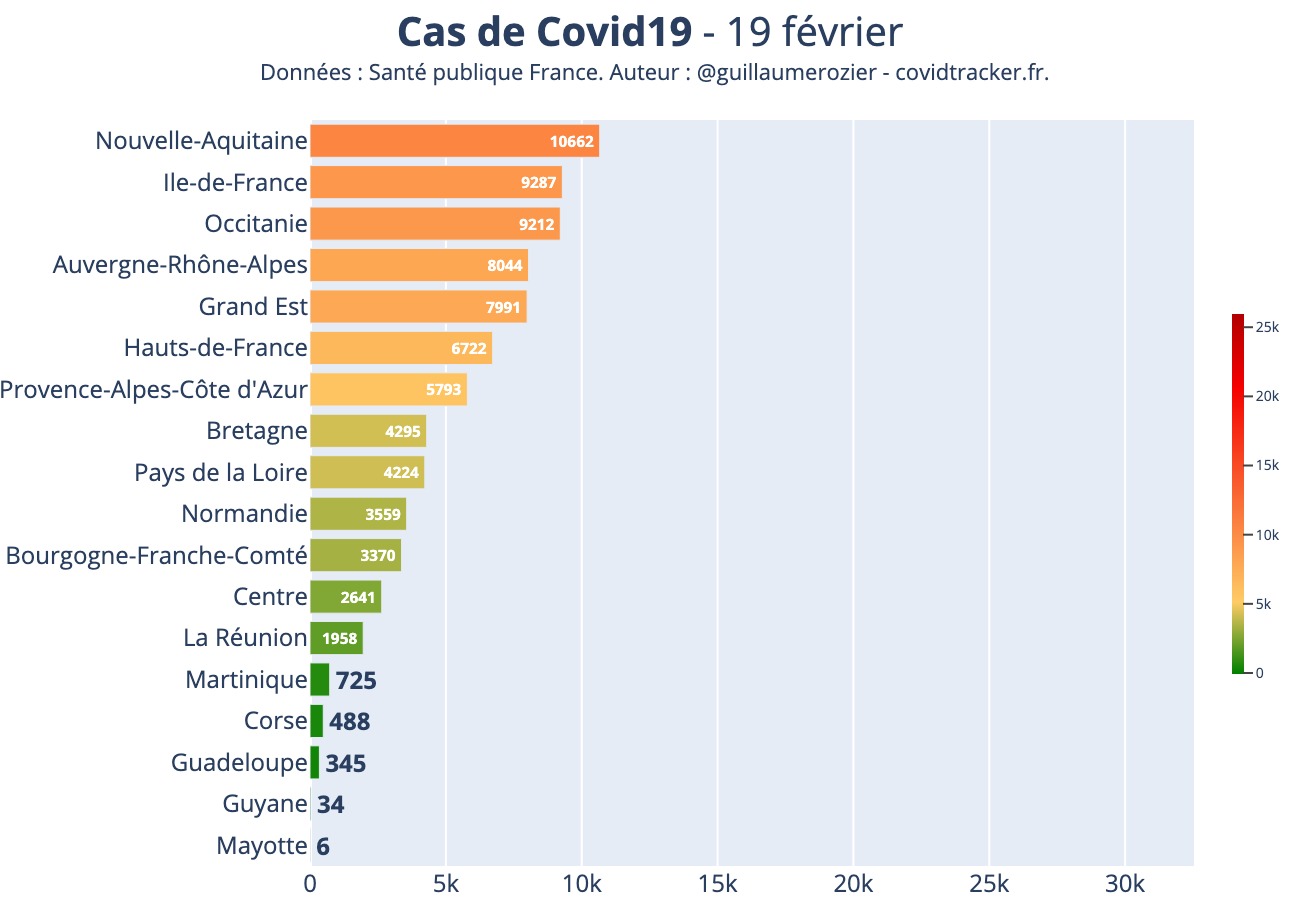 Cas de Covid19 - 19 février
Données : Santé publique France. Auteur : @guillaumerozier - covidtracker.fr.
Nouvelle-Aquitaine 10662
Ile-de-France 9287
Occitanie 9212
Auvergne-Rhône-Alpes 8044
Grand Est 7991
Hauts-de-France 6722
Provence-Alpes-Côte d'Azur 5793
Bretagne 4295
Pays de la Loire 4224
Normandie 3559
Bourgogne-Franche-Comté 3370
Centre 2641
La Réunion 1958
Martinique 725
Corse 488
Guadeloupe 345
Guyane 34
Mayotte 6
0 5k 10k 15k 20k 25k 30k
25k
20k
15k
10k
5k
0